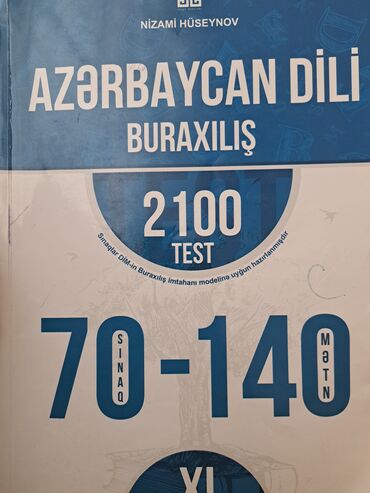 NİZAMİ HÜSEYNOV
AZƏRBAYCAN DİLİ
BURAXILIŞ
2100
TEST
Sınaqlar DİM-in Buraxılış imtahanı modelinə uyğun hazırlanmışdır
70-140
SINAQ
MƏTN
XI